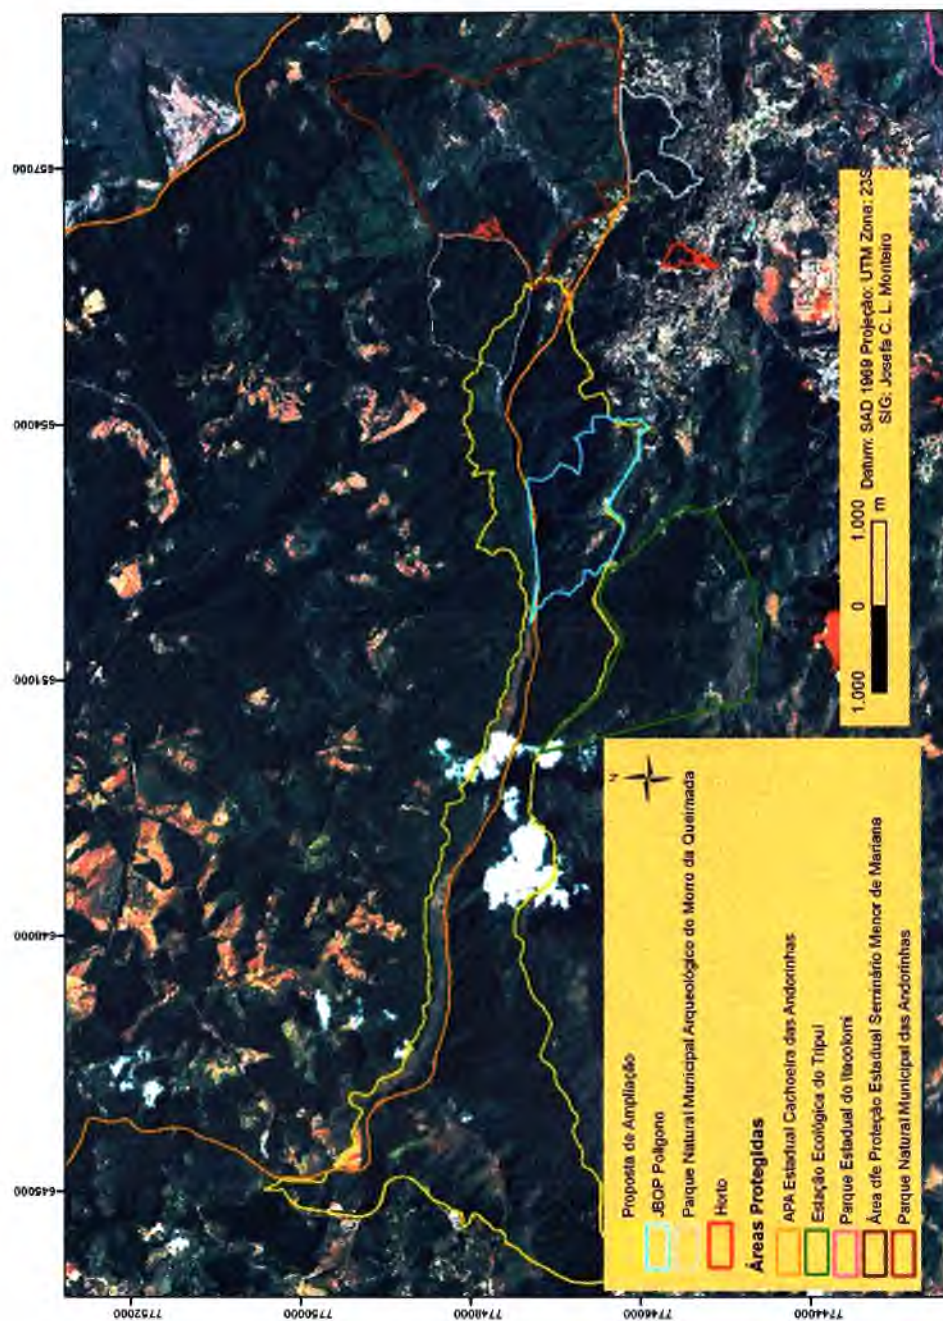 657000
654000
651000
648000
645000
7752000
7750000
7748000
7746000
7744000
N
Proposta de Ampliação
JBOP Polígono
Parque Natural Municipal Arqueológico do Morro da Queimada
Horto
Áreas Protegidas
APA Estadual Cachoeira das Andorinhas
Estação Ecológica do Tripuí
Parque Estadual do Itacolomi
Área de Proteção Estadual Seminário Menor de Mariana
Parque Natural Municipal das Andorinhas
1.000 0 1.000
m
Datum: SAD 1969 Projeção: UTM Zona: 23S
SIG: Josefa C. L. Monteiro